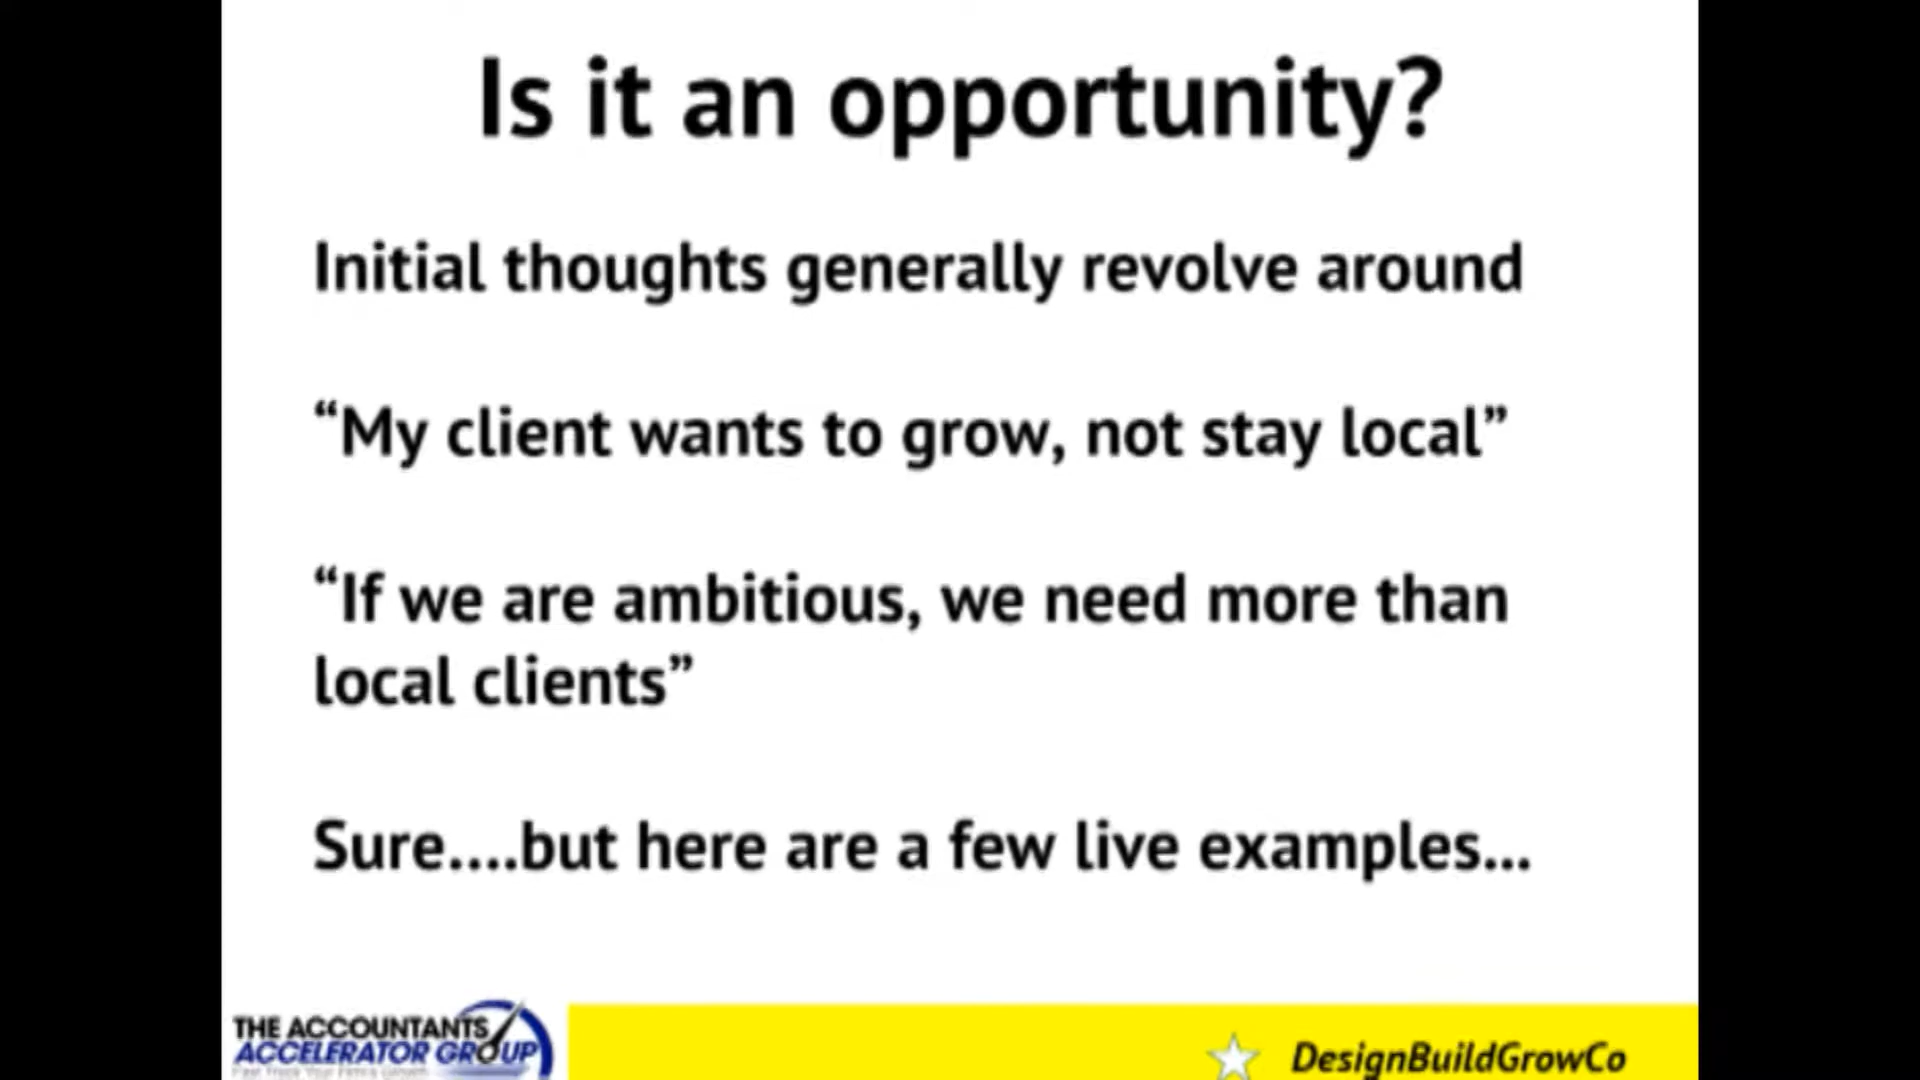 Is it an opportunity?
Initial thoughts generally revolve around
“My client wants to grow, not stay local”
“If we are ambitious, we need more than
local clients”
Sure....but here are a few live examples...
THE ACCOUNTANTS
ACCELERATOR GROUP
DesignBuildGrowCo